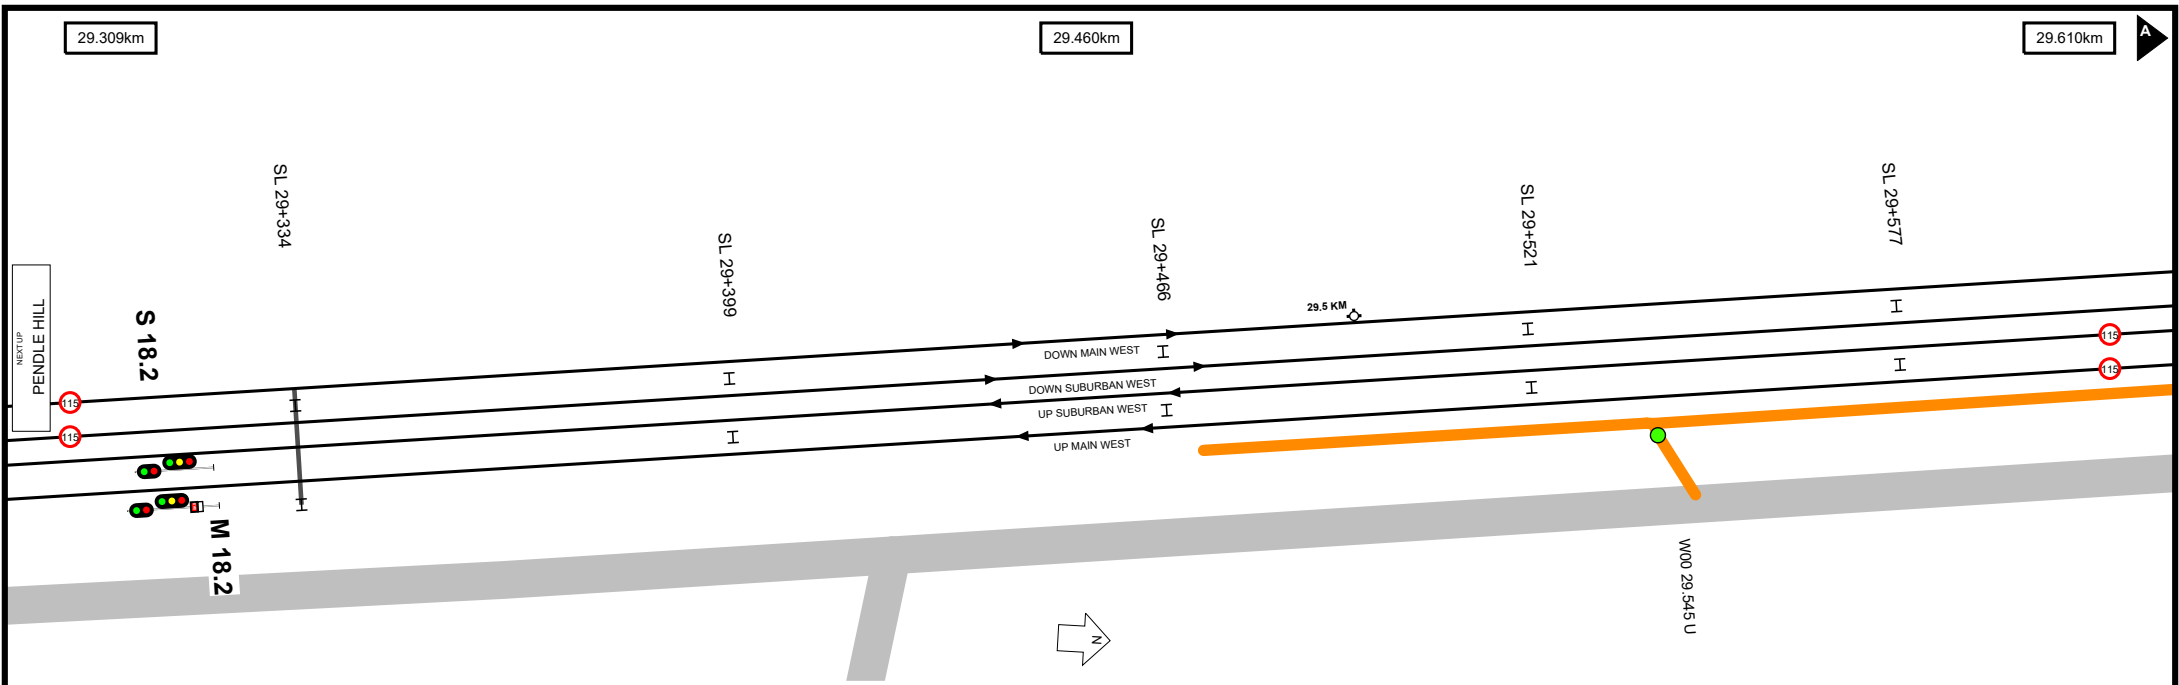 29.309km
29.460km
29.610km
A
SL 29+334
SL 29+399
SL 29+466
SL 29+521
SL 29+577
NEXT UP
PENDLE HILL
S 18.2
29.5 KM
DOWN MAIN WEST
DOWN SUBURBAN WEST
UP SUBURBAN WEST
UP MAIN WEST
115
115
115
115
M 18.2
W00 29.545 U
N